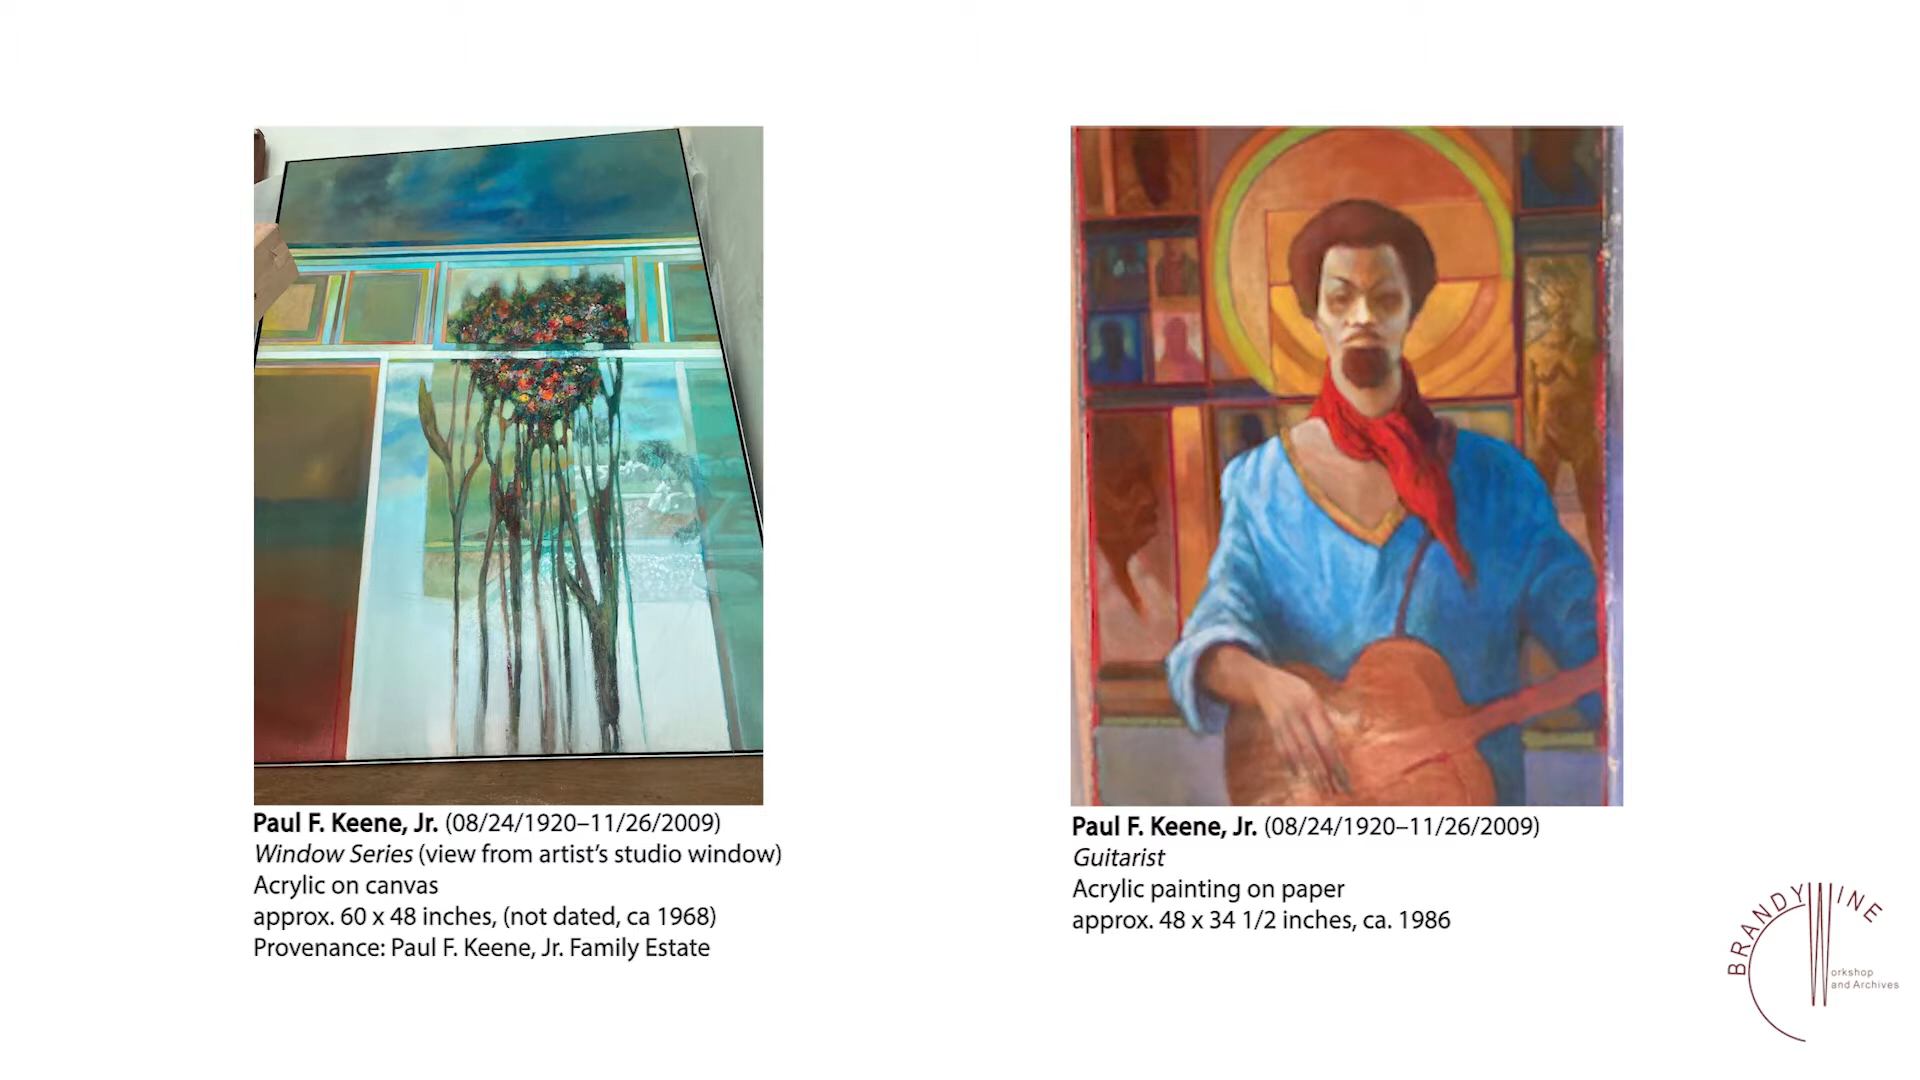 Paul F. Keene, Jr. (08/24/1920–11/26/2009)
Window Series (view from artist's studio window)
Acrylic on canvas
approx. 60 x 48 inches, (not dated, ca 1968)
Provenance: Paul F. Keene, Jr. Family Estate
Paul F. Keene, Jr. (08/24/1920–11/26/2009)
Guitarist
Acrylic painting on paper
approx. 48 x 34 1/2 inches, ca. 1986
BRANDYWINE
orkshop
and Archives